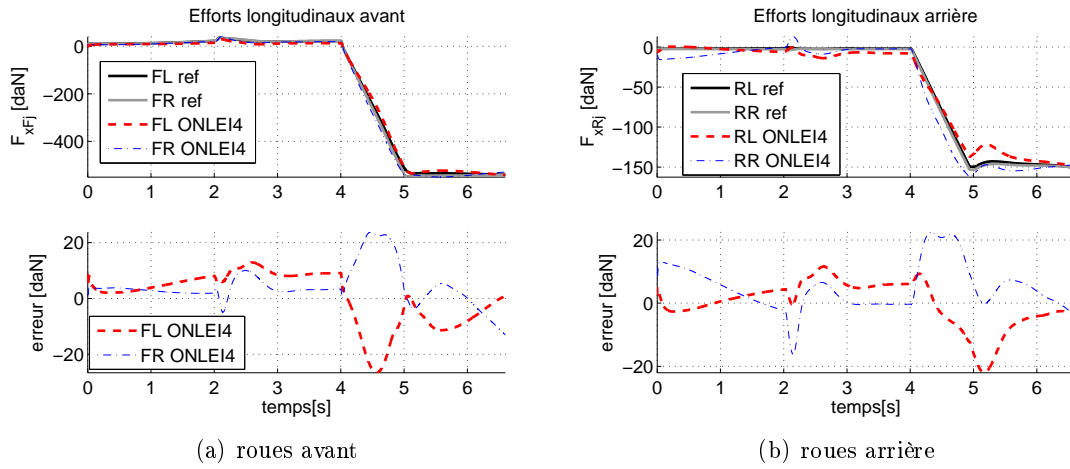 Efforts longitudinaux avant
0
−200
−400
F_xFj [daN]
FL ref
FR ref
FL ONLEI4
FR ONLEI4
0 1 2 3 4 5 6
20
0
−20
erreur [daN]
FL ONLEI4
FR ONLEI4
0 1 2 3 4 5 6
temps[s]
(a) roues avant
Efforts longitudinaux arrière
0
−50
−100
−150
F_xRj [daN]
RL ref
RR ref
RL ONLEI4
RR ONLEI4
0 1 2 3 4 5 6
20
0
−20
erreur [daN]
0 1 2 3 4 5 6
temps[s]
(b) roues arrière